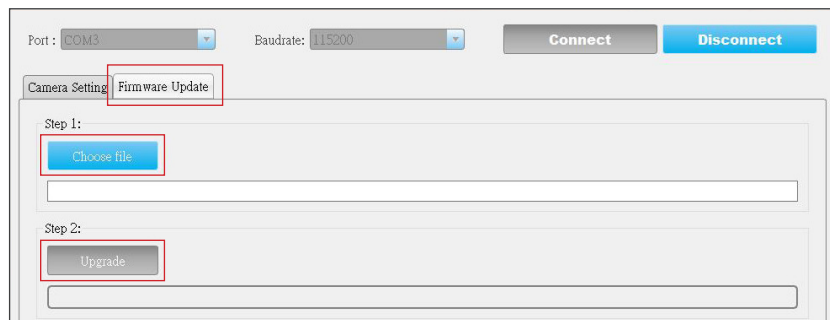 Port : COM3 Baudrate: 115200 Connect Disconnect
Camera Setting Firmware Update
Step 1:
Choose file
Step 2:
Upgrade